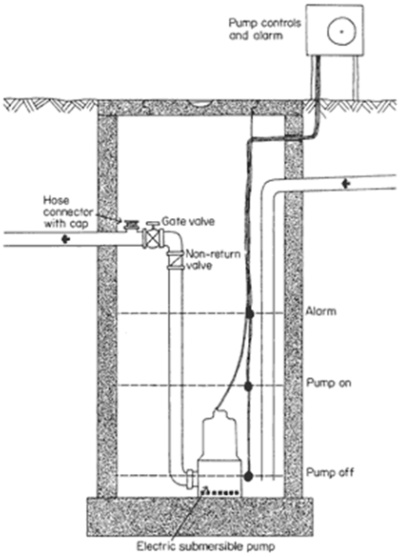 Pump controls
and alarm
Hose
connector
with cap
Gate valve
Non-return
valve
Alarm
Pump on
Pump off
Electric submersible pump